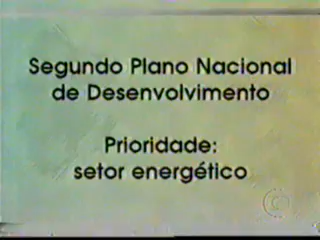 Segundo Plano Nacional
de Desenvolvimento
Prioridade:
setor energético